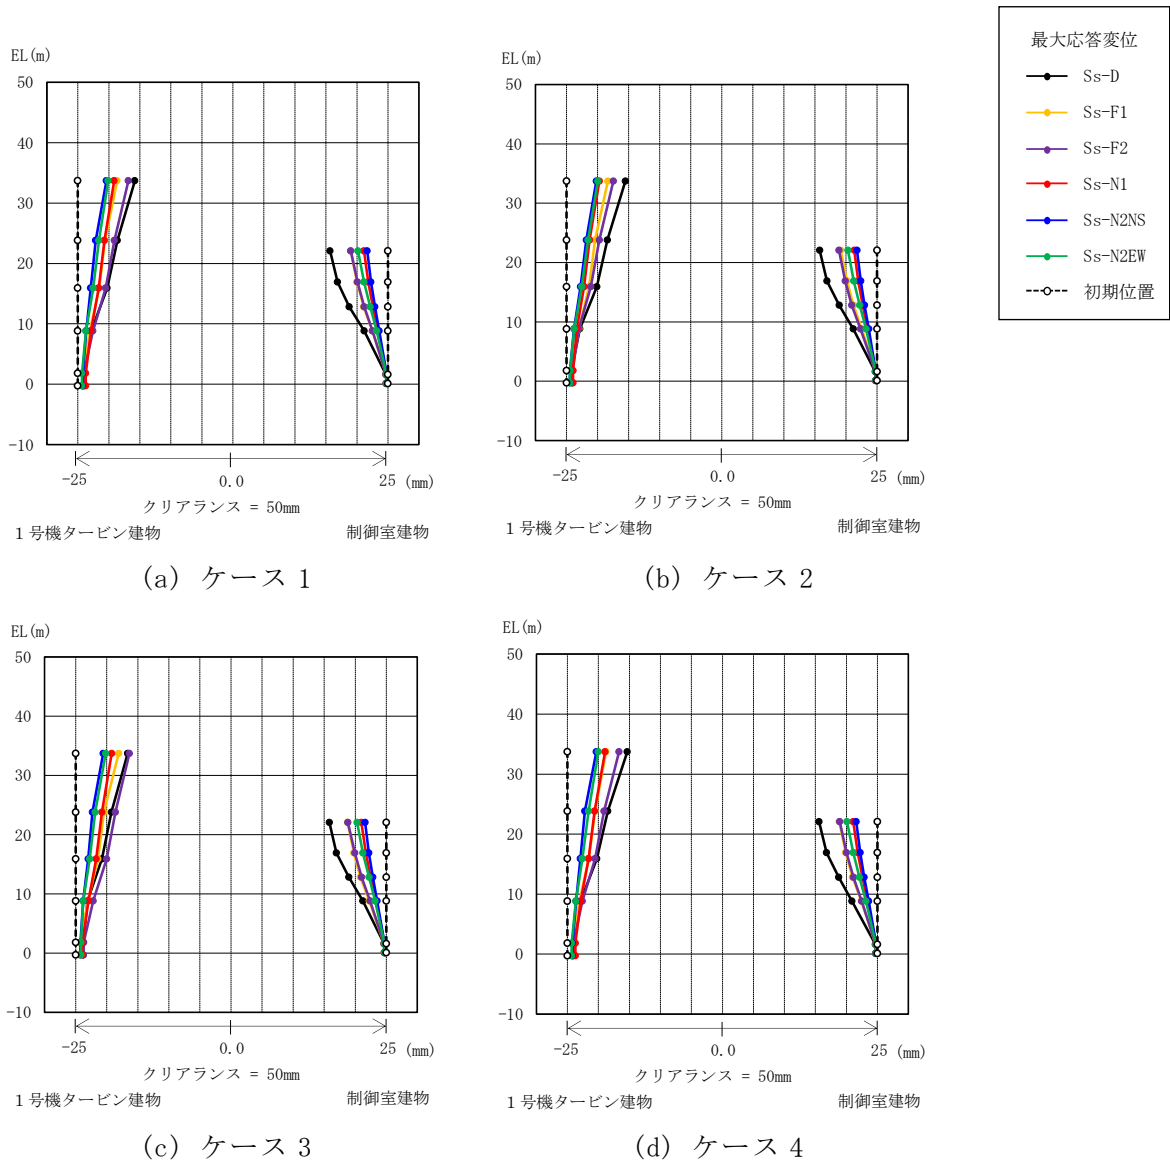 最大応答変位
Ss-D
Ss-F1
Ss-F2
Ss-N1
Ss-N2NS
Ss-N2EW
初期位置
EL(m)
50
40
30
20
10
0
-10
-25
0.0
25 (mm)
クリアランス = 50mm
1号機タービン建物
制御室建物
(a) ケース 1
EL(m)
50
40
30
20
10
0
-10
-25
0.0
25 (mm)
クリアランス = 50mm
1号機タービン建物
制御室建物
(b) ケース 2
EL(m)
50
40
30
20
10
0
-10
-25
0.0
25 (mm)
クリアランス = 50mm
1号機タービン建物
制御室建物
(c) ケース 3
EL(m)
50
40
30
20
10
0
-10
-25
0.0
25 (mm)
クリアランス = 50mm
1号機タービン建物
制御室建物
(d) ケース 4